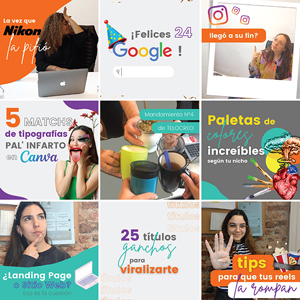 La vez que
Nikon
la pifió
¡Felices 24
Google !
llegó a su fin?
5 MATCHS
de tipografías
PAL' INFARTO
en Canva
Mandamiento N°4
de TELOCREO
Paletas de
colores
increíbles
según tu nicho
¿Landing Page
o Sitio Web?
25 títulos
ganchos
para
viralizarte
tips
para que tus reels
la rompan